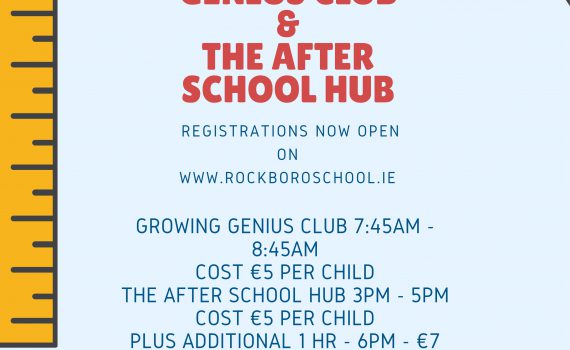 GENIUS CLUB
&
THE AFTER
SCHOOL HUB
REGISTRATIONS NOW OPEN
ON
WWW.ROCKBOROSCHOOL.IE
GROWING GENIUS CLUB 7:45AM -
8:45AM
COST €5 PER CHILD
THE AFTER SCHOOL HUB 3PM - 5PM
COST €5 PER CHILD
PLUS ADDITIONAL 1 HR - 6PM - €7